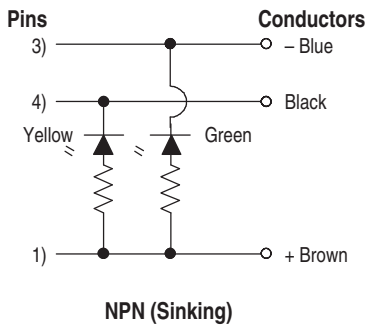 Pins Conductors
3) – Blue
4) Black
Yellow Green
1) + Brown
NPN (Sinking)